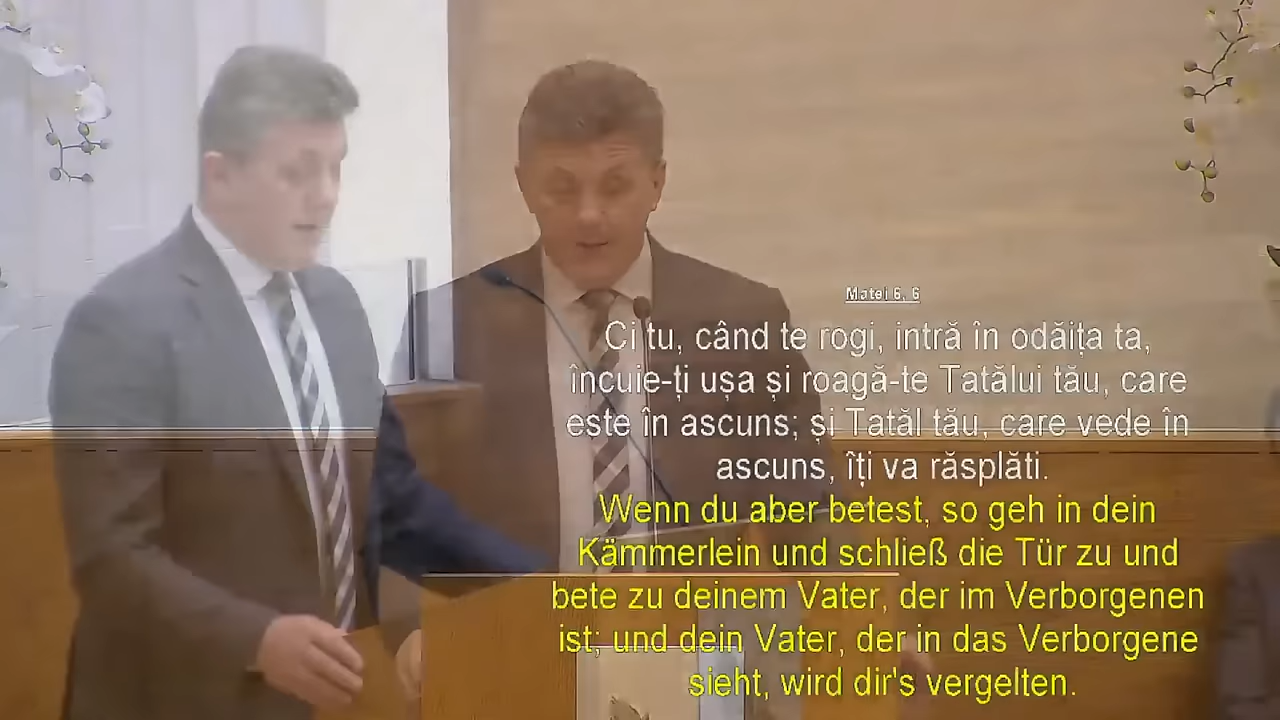 Matei 6, 6
Ci tu, când te rogi, intră în odăița ta,
încuie-ți ușa și roagă-te Tatălui tău, care
este în ascuns; și Tatăl tău, care vede în
ascuns, îți va răsplăti.
Wenn du aber betest, so geh in dein
Kämmerlein und schließ die Tür zu und
bete zu deinem Vater, der im Verborgenen
ist; und dein Vater, der in das Verborgene
sieht, wird dir's vergelten.